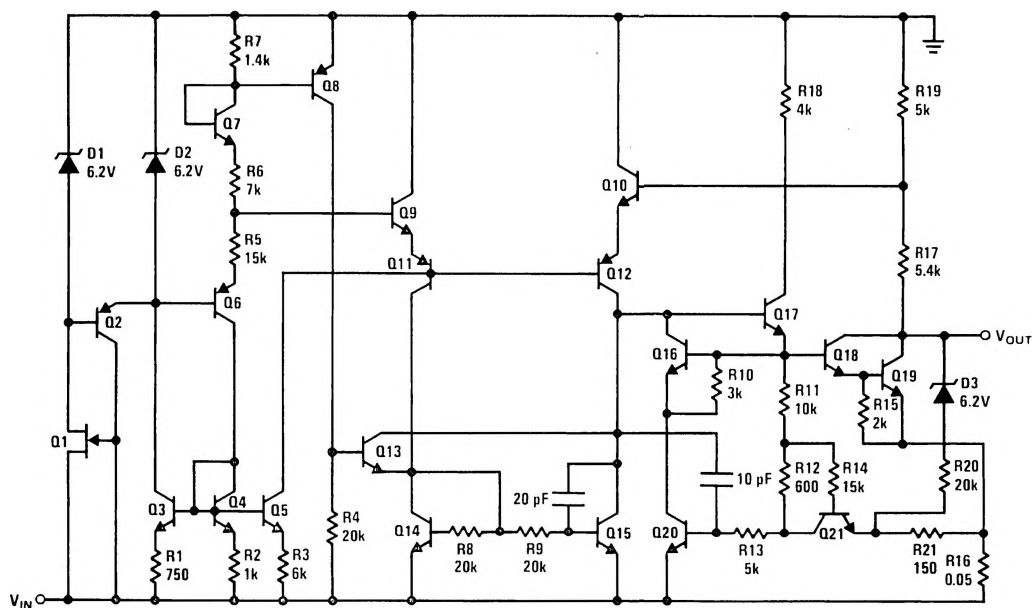 R7
1.4k
Q8
Q7
R18
4k
R19
5k
D1
6.2V
D2
6.2V
R6
7k
Q10
Q9
R5
15k
Q11
Q12
R17
5.4k
Q2
Q6
Q17
VOUT
Q16
R10
3k
Q18
Q19
R11
10k
R15
2k
D3
6.2V
Q1
Q13
20 pF
10 pF
R12
600
R14
15k
R20
20k
Q3
Q4
Q5
R4
20k
Q14
R8
20k
R9
20k
Q15
Q20
R13
5k
Q21
R21
150
R16
0.05
R1
750
R2
1k
R3
6k
VIN